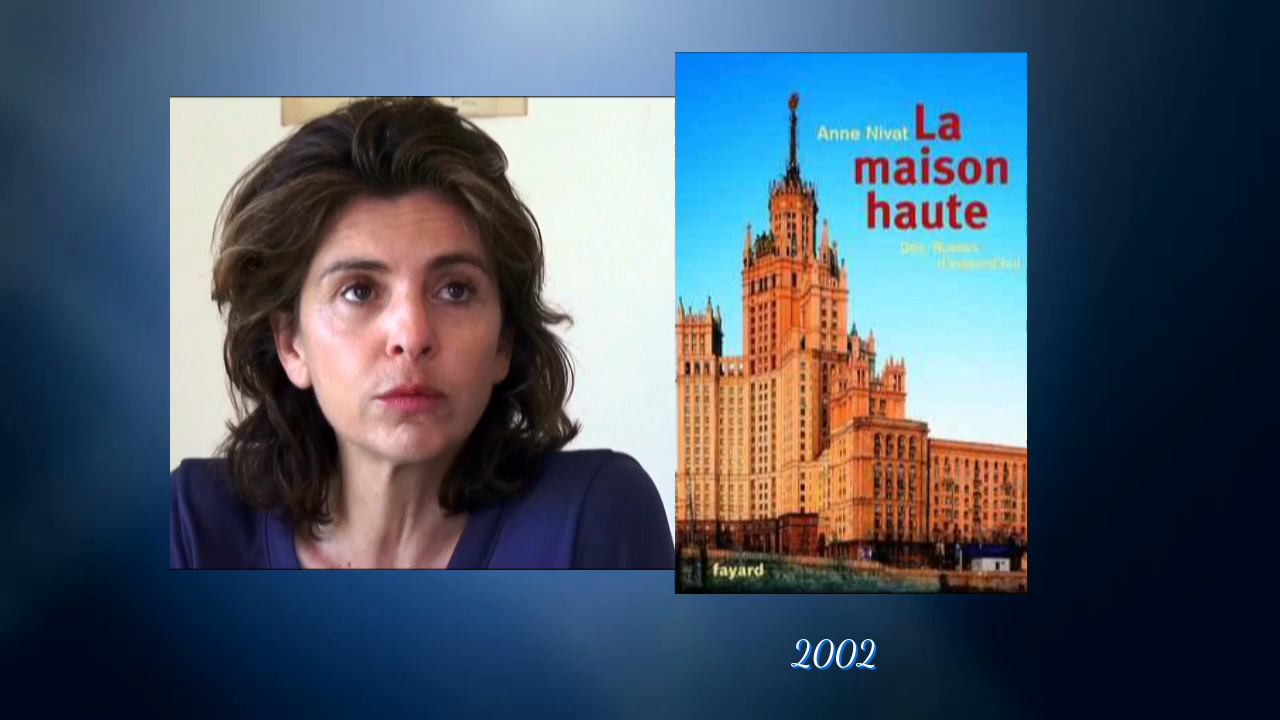 Anne Nivat La
maison
haute
Des Russes
d'aujourd'hui
fayard
2002